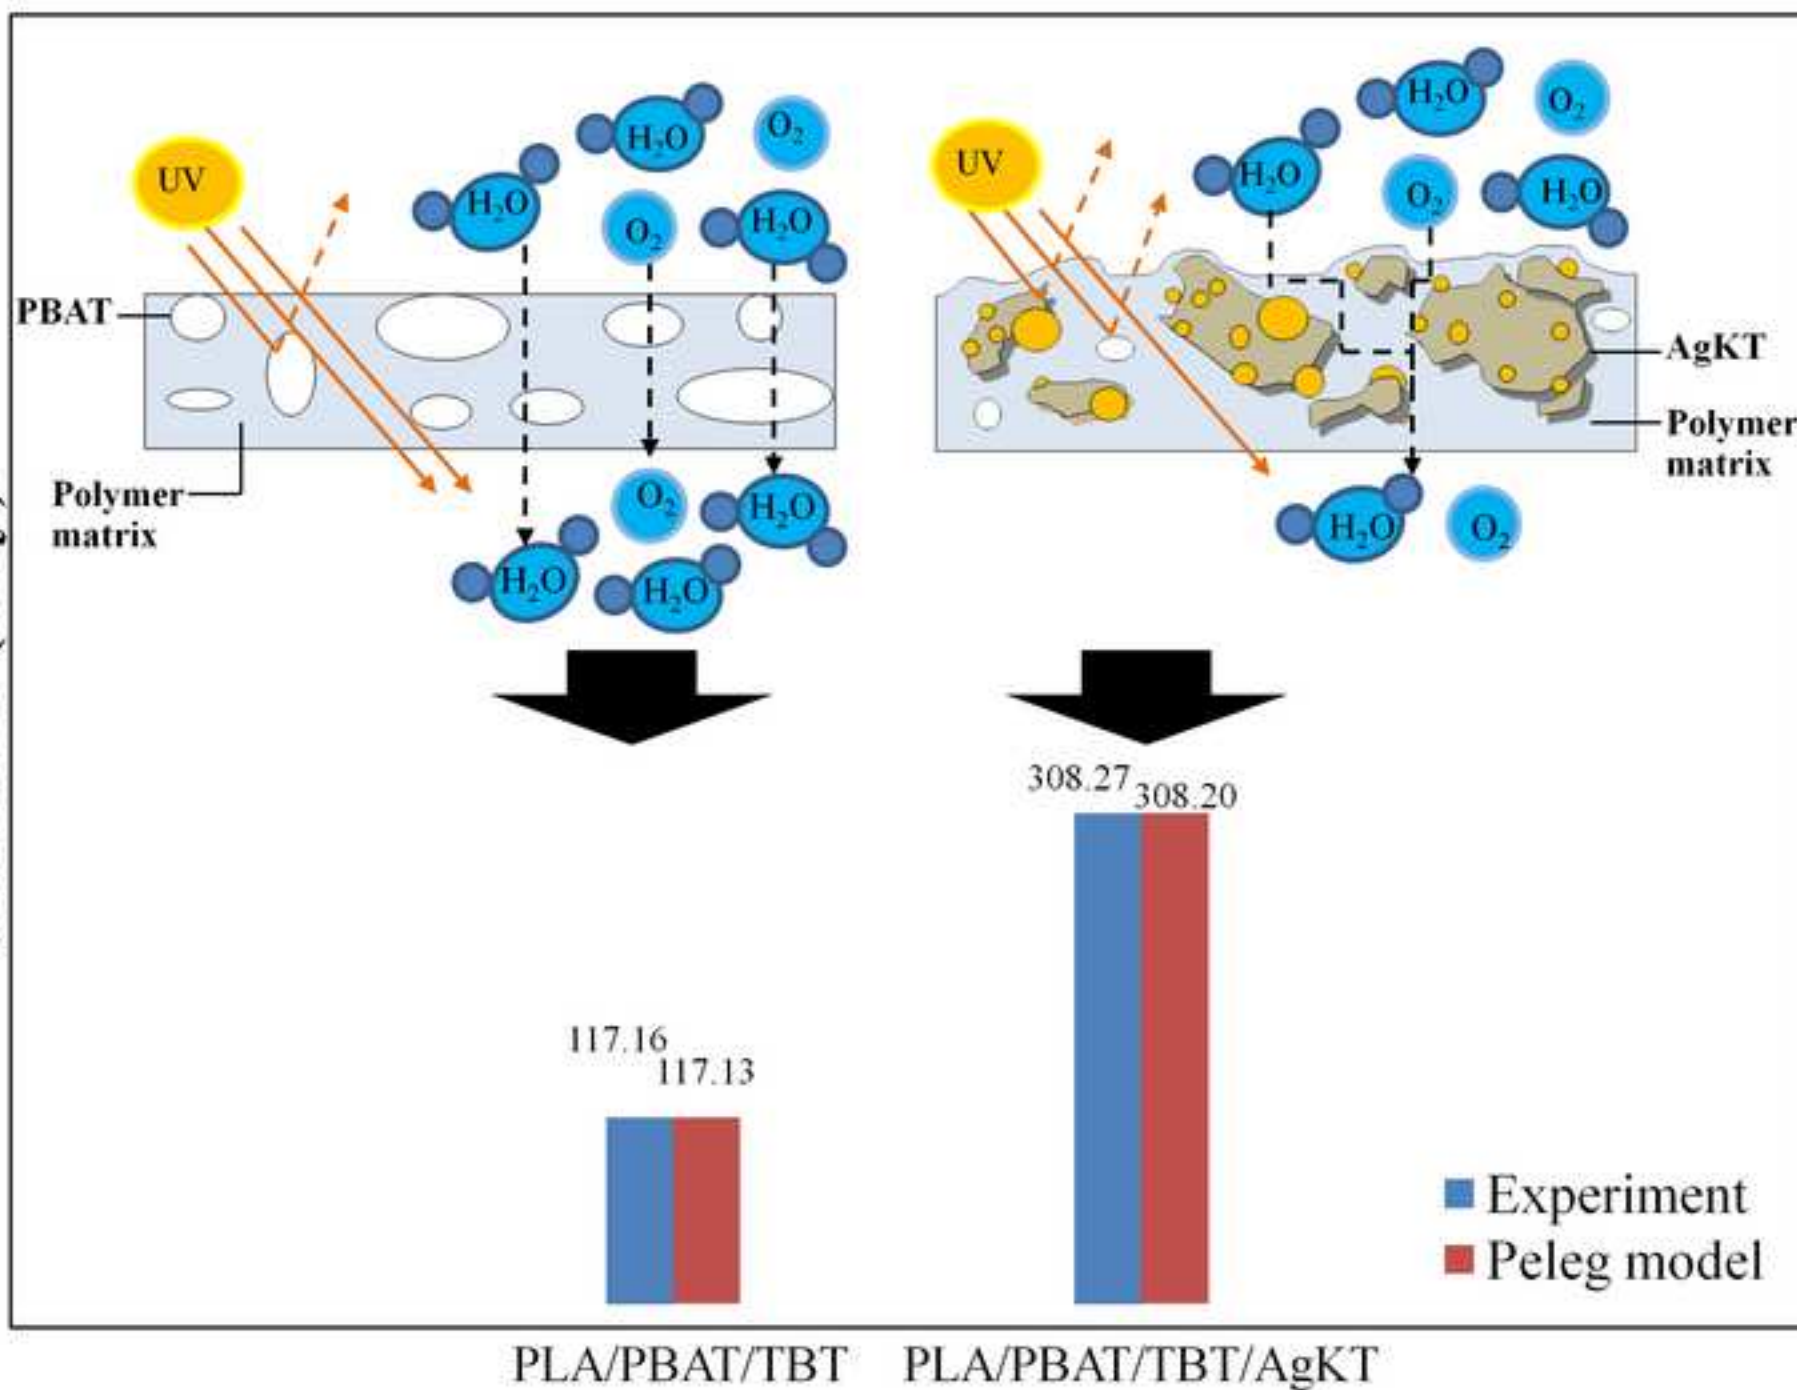 UV
H₂O
H₂O
O₂
O₂
H₂O
PBAT
Polymer
matrix
O₂
H₂O
H₂O
H₂O
UV
H₂O
H₂O
O₂
O₂
H₂O
AgKT
Polymer
matrix
H₂O
O₂
117.16
117.13
308.27
308.20
Experiment
Peleg model
PLA/PBAT/TBT
PLA/PBAT/TBT/AgKT